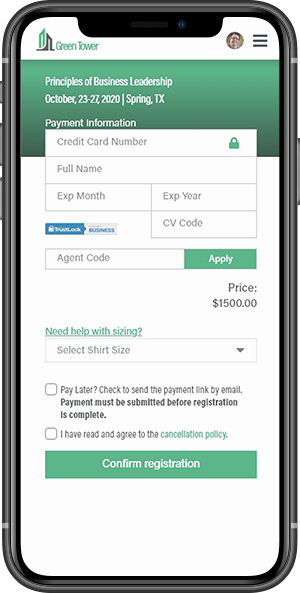 Green Tower
Principles of Business Leadership
October, 23-27, 2020 | Spring, TX
Payment Information
Credit Card Number
Full Name
Exp Month
Exp Year
TrustLock
BUSINESS
CV Code
Agent Code
Apply
Price:
$1500.00
Need help with sizing?
Select Shirt Size
Pay Later? Check to send the payment link by email.
Payment must be submitted before registration
is complete.
I have read and agree to the cancellation policy.
Confirm registration